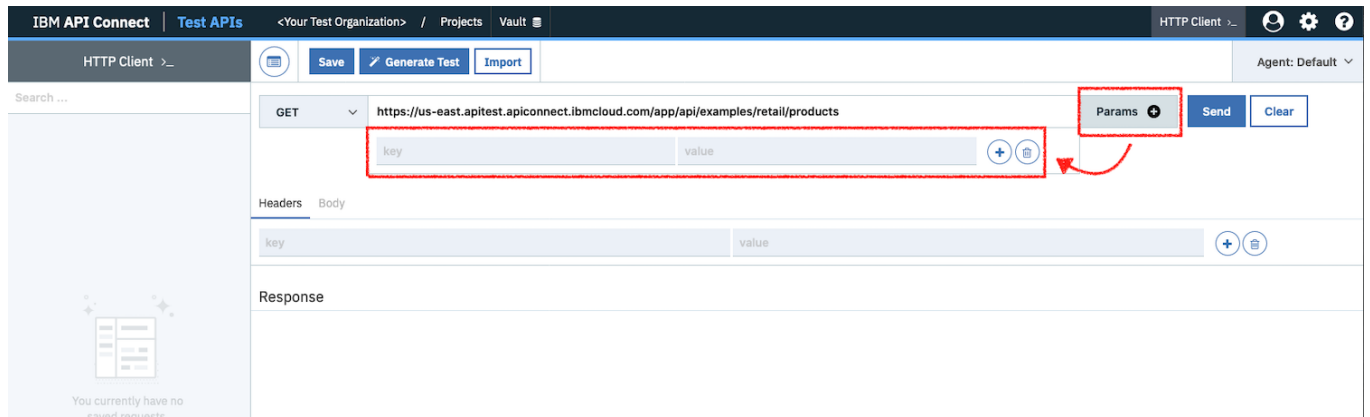 IBM API Connect | Test APIs <Your Test Organization> / Projects Vault HTTP Client >_
HTTP Client >_ Save Generate Test Import Agent: Default
Search ...
GET https://us-east.apitest.apiconnect.ibmcloud.com/app/api/examples/retail/products Params Send Clear
key value
Headers Body
key value
Response
You currently have no
saved requests